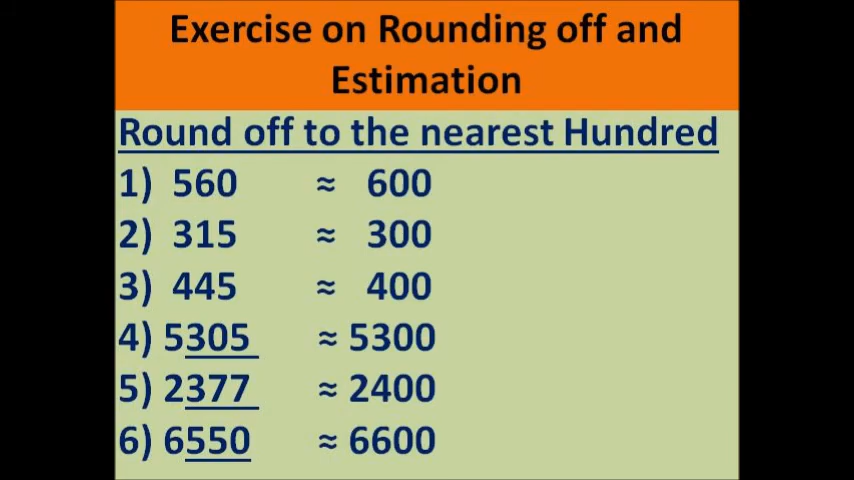 Exercise on Rounding off and
Estimation
Round off to the nearest Hundred
1) 560 ≈ 600
2) 315 ≈ 300
3) 445 ≈ 400
4) 5305 ≈ 5300
5) 2377 ≈ 2400
6) 6550 ≈ 6600